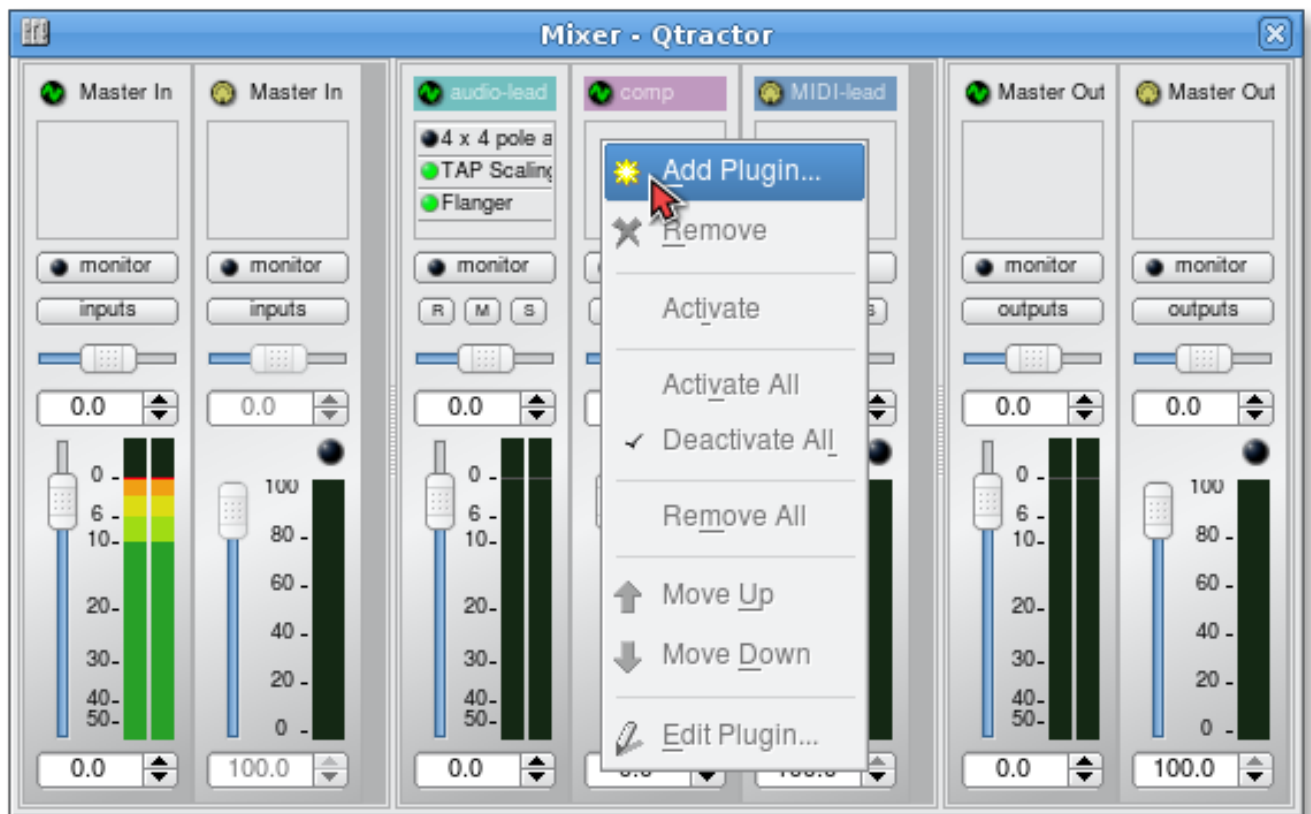 Mixer - Qtractor
Master In
Master In
audio-lead
comp
MIDI-lead
Master Out
Master Out
4 x 4 pole a
TAP Scaling
Flanger
Add Plugin...
Remove
Activate
Activate All
Deactivate All
Remove All
Move Up
Move Down
Edit Plugin...
monitor
monitor
monitor
monitor
monitor
inputs
inputs
R M S
S
outputs
outputs
0.0
0.0
0.0
0.0
0.0
0
6
10
20
30
40
50
100
80
60
40
20
0
0
6
10
20
30
40
50
0
6
10
20
30
40
50
100
80
60
40
20
0
0.0
100.0
0.0
0.0
100.0
0.0
100.0